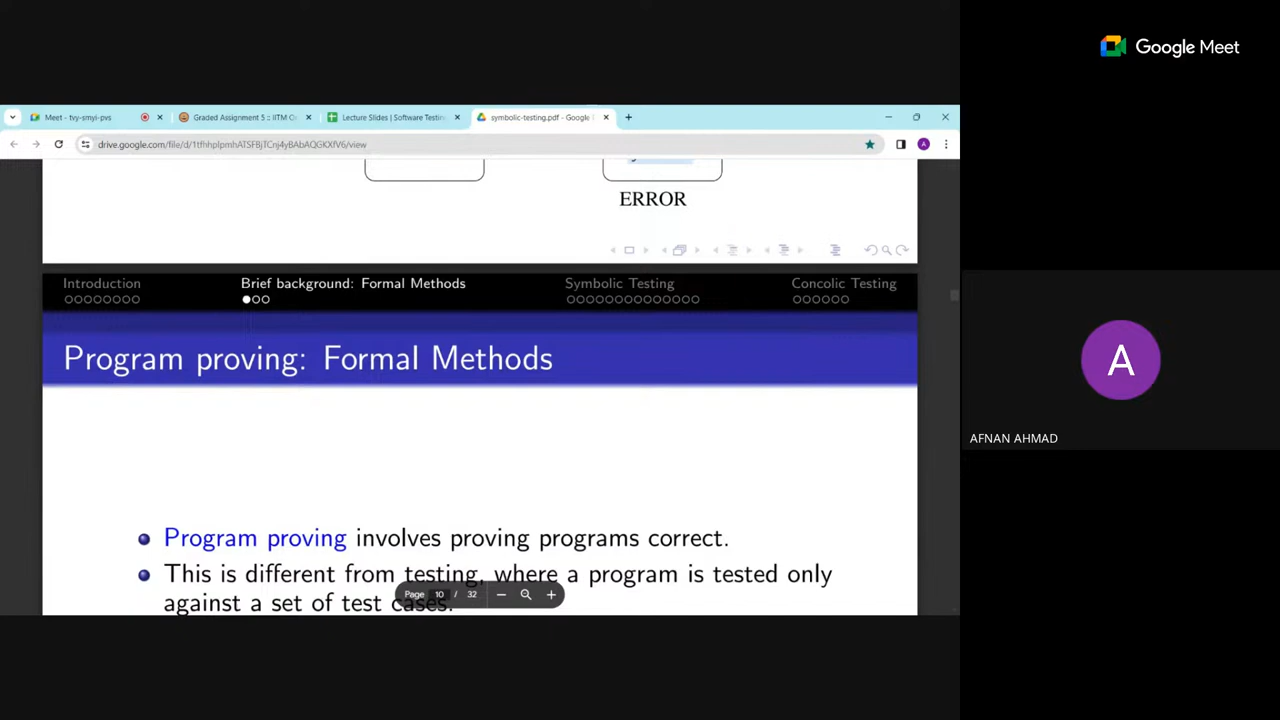 Google Meet
Meet - tvy-smyi-pvs
Graded Assignment 5 :: IITM O
Lecture Slides | Software Testin
symbolic-testing.pdf - Google
ERROR
Introduction
Brief background: Formal Methods
Symbolic Testing
Concolic Testing
Program proving: Formal Methods
Program proving involves proving programs correct.
This is different from testing, where a program is tested only
against a set of test cases.
Page 10 / 32
A
AFNAN AHMAD